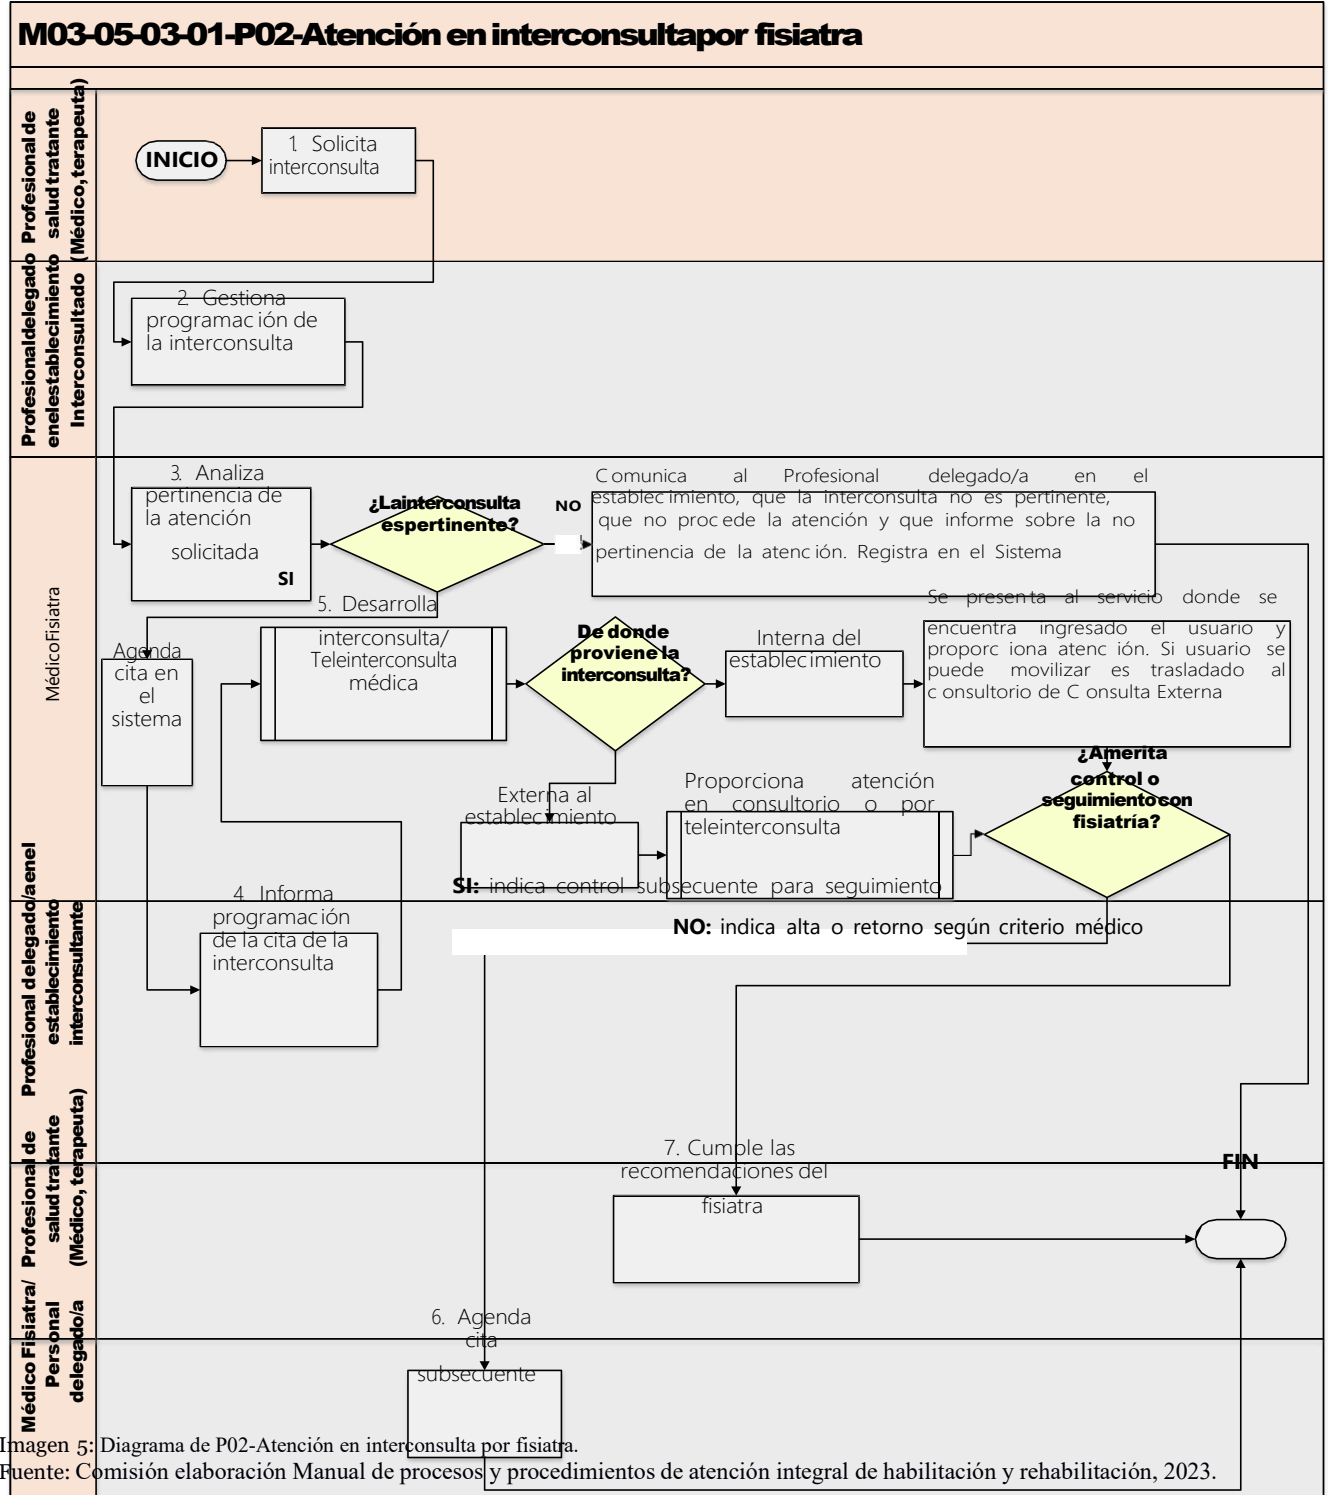 M03-05-03-01-P02-Atención en interconsultapor fisiatra
Profesionalde
saludtratante
(Médico,terapeuta)
INICIO
1. Solicita
interconsulta
Profesionaldelegado
enelestablecimiento
Interconsultado
2. Gestiona
programación de
la interconsulta
MédicoFisiatra
3. Analiza
pertinencia de
la atención
solicitada
SI
¿Lainterconsulta
espertinente?
NO
Comunica al Profesional delegado/a en el
establecimiento, que la interconsulta no es pertinente,
que no procede la atención y que informe sobre la no
pertinencia de la atención. Registra en el Sistema
Agenda
cita en
el
sistema
5. Desarrolla
interconsulta/
Teleinterconsulta
médica
De donde
proviene la
interconsulta?
Interna del
establecimiento
Se presenta al servicio donde se
encuentra ingresado el usuario y
proporciona atención. Si usuario se
puede movilizar es trasladado al
consultorio de Consulta Externa
Externa al
establecimiento
Proporciona atención
en consultorio o por
teleinterconsulta
¿Amerita
control o
seguimientocon
fisiatría?
SI: indica control subsecuente para seguimiento
Profesional delegado/aenel
establecimiento
interconsultante
4. Informa
programación
de la cita de la
interconsulta
NO: indica alta o retorno según criterio médico
Profesional de
saludtratante
(Médico, terapeuta)
7. Cumple las
recomendaciones del
fisiatra
FIN
Médico Fisiatra/
Personal
delegado/a
6. Agenda
cita
subsecuente
Imagen 5: Diagrama de P02-Atención en interconsulta por fisiatra.
Fuente: Comisión elaboración Manual de procesos y procedimientos de atención integral de habilitación y rehabilitación, 2023.